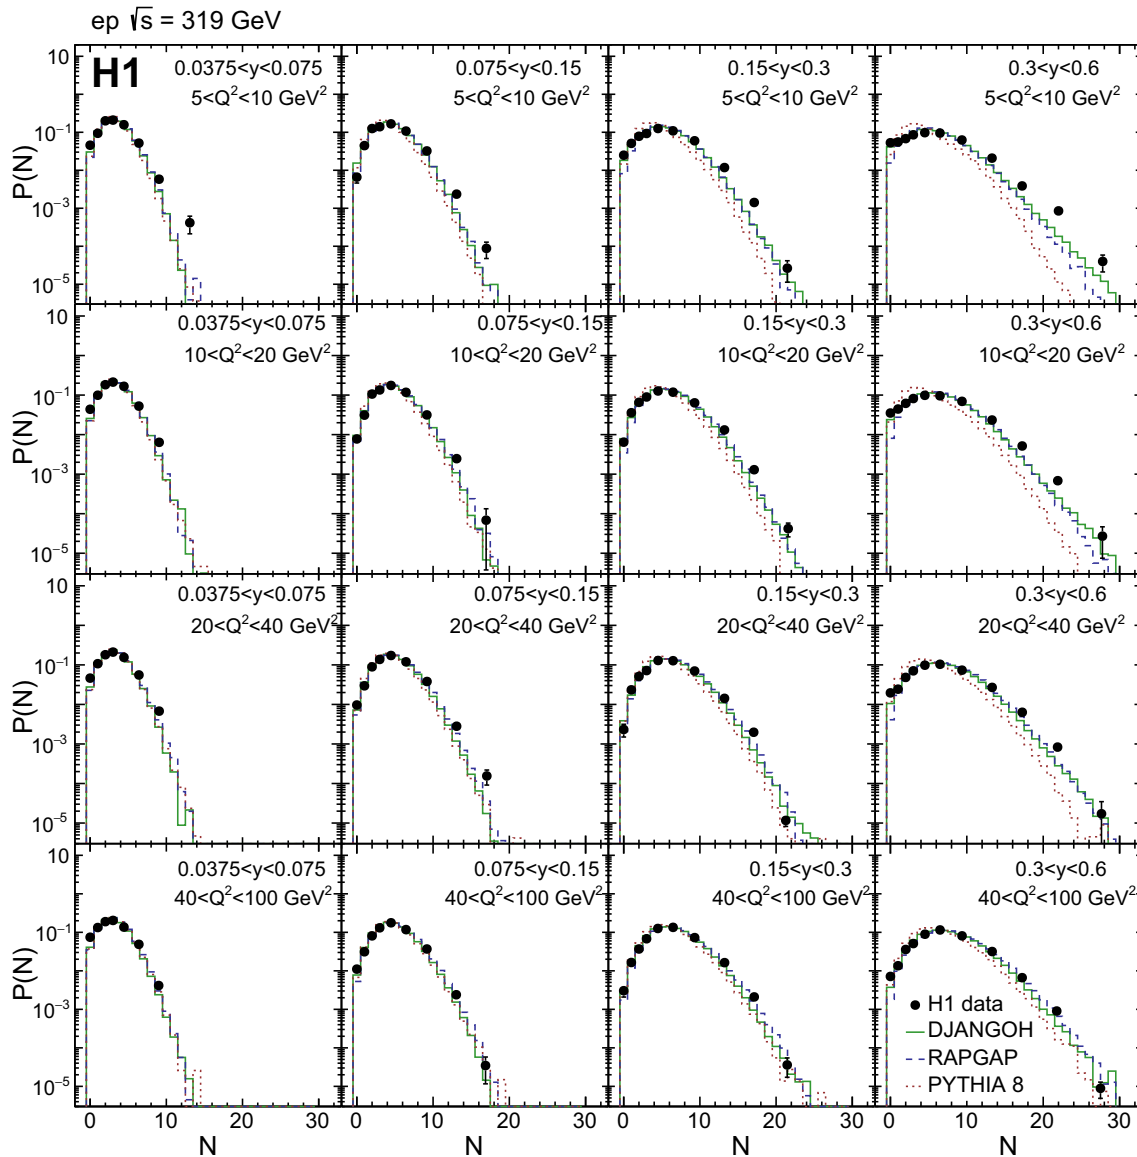 ep √s = 319 GeV
H1
0.0375<y<0.075
5<Q²<10 GeV²
0.075<y<0.15
5<Q²<10 GeV²
0.15<y<0.3
5<Q²<10 GeV²
0.3<y<0.6
5<Q²<10 GeV²
P(N)
10
10⁻¹
10⁻³
10⁻⁵
0.0375<y<0.075
10<Q²<20 GeV²
0.075<y<0.15
10<Q²<20 GeV²
0.15<y<0.3
10<Q²<20 GeV²
0.3<y<0.6
10<Q²<20 GeV²
P(N)
10
10⁻¹
10⁻³
10⁻⁵
0.0375<y<0.075
20<Q²<40 GeV²
0.075<y<0.15
20<Q²<40 GeV²
0.15<y<0.3
20<Q²<40 GeV²
0.3<y<0.6
20<Q²<40 GeV²
P(N)
10
10⁻¹
10⁻³
10⁻⁵
0.0375<y<0.075
40<Q²<100 GeV²
0.075<y<0.15
40<Q²<100 GeV²
0.15<y<0.3
40<Q²<100 GeV²
0.3<y<0.6
40<Q²<100 GeV²
P(N)
10
10⁻¹
10⁻³
10⁻⁵
H1 data
DJANGOH
RAPGAP
PYTHIA 8
0 10 20 30 0 10 20 30 0 10 20 30 0 10 20 30
N N N N